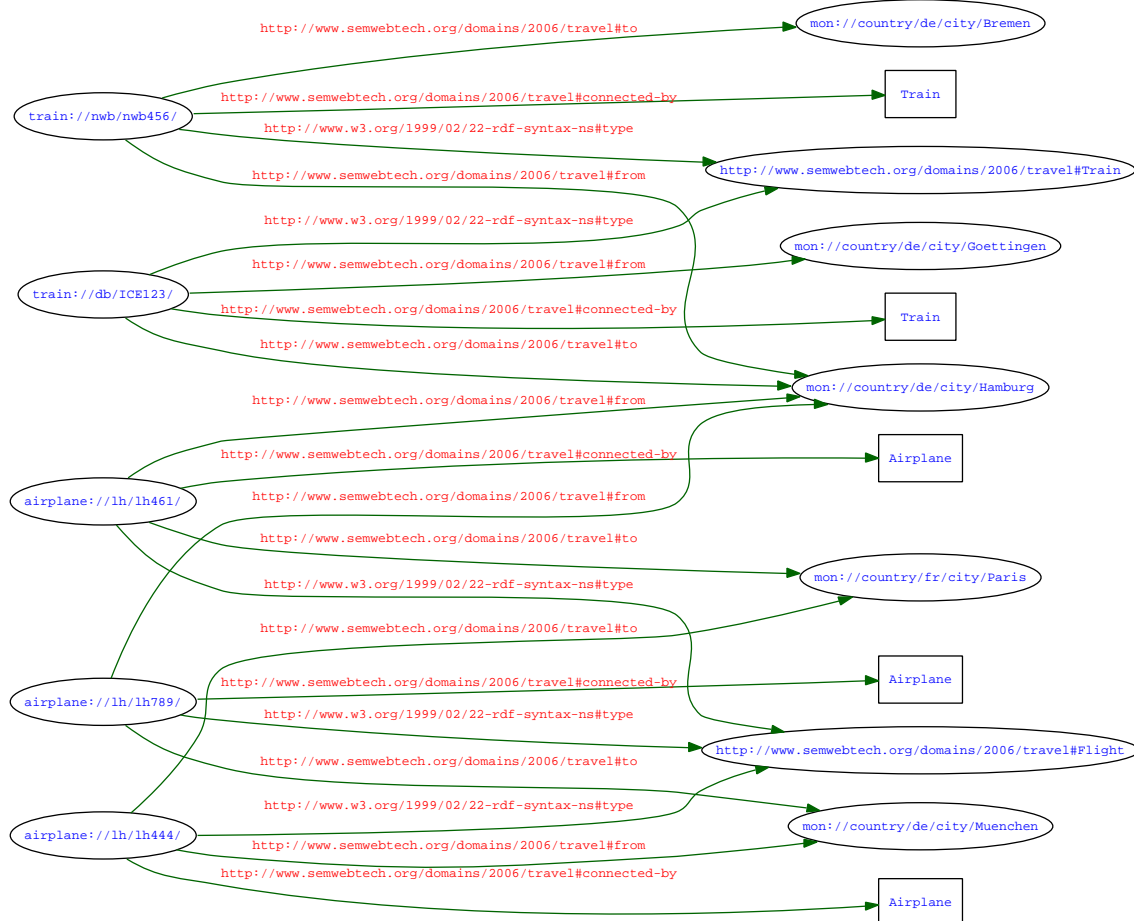 http://www.semwebtech.org/domains/2006/travel#to
mon://country/de/city/Bremen
http://www.semwebtech.org/domains/2006/travel#connected-by
Train
train://nwb/nwb456/
http://www.w3.org/1999/02/22-rdf-syntax-ns#type
http://www.semwebtech.org/domains/2006/travel#Train
http://www.semwebtech.org/domains/2006/travel#from
http://www.w3.org/1999/02/22-rdf-syntax-ns#type
mon://country/de/city/Goettingen
http://www.semwebtech.org/domains/2006/travel#from
train://db/ICE123/
http://www.semwebtech.org/domains/2006/travel#connected-by
Train
http://www.semwebtech.org/domains/2006/travel#to
mon://country/de/city/Hamburg
http://www.semwebtech.org/domains/2006/travel#from
http://www.semwebtech.org/domains/2006/travel#connected-by
Airplane
airplane://lh/lh461/
http://www.semwebtech.org/domains/2006/travel#from
http://www.semwebtech.org/domains/2006/travel#to
mon://country/fr/city/Paris
http://www.w3.org/1999/02/22-rdf-syntax-ns#type
http://www.semwebtech.org/domains/2006/travel#to
http://www.semwebtech.org/domains/2006/travel#connected-by
Airplane
airplane://lh/lh789/
http://www.w3.org/1999/02/22-rdf-syntax-ns#type
http://www.semwebtech.org/domains/2006/travel#Flight
http://www.semwebtech.org/domains/2006/travel#to
http://www.w3.org/1999/02/22-rdf-syntax-ns#type
mon://country/de/city/Muenchen
airplane://lh/lh444/
http://www.semwebtech.org/domains/2006/travel#from
http://www.semwebtech.org/domains/2006/travel#connected-by
Airplane